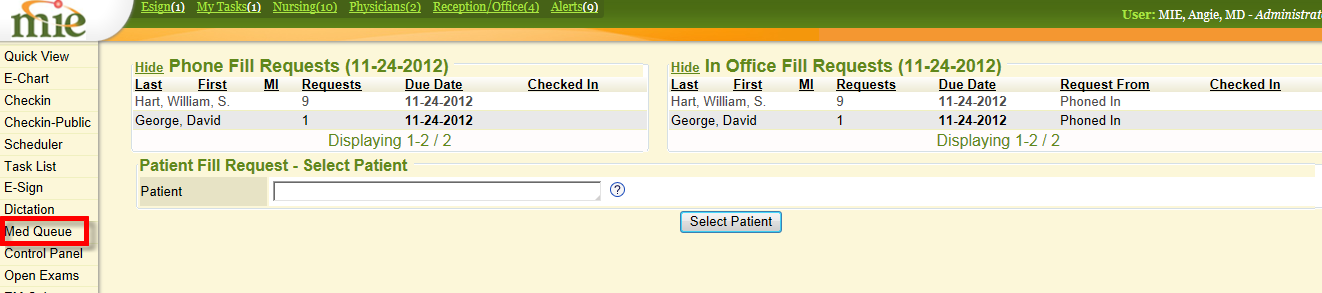 mie
Esign(1) My Tasks(1) Nursing(10) Physicians(2) Reception/Office(4) Alerts(9)
User: MIE, Angie, MD - Administrat
Quick View
E-Chart
Checkin
Checkin-Public
Scheduler
Task List
E-Sign
Dictation
Med Queue
Control Panel
Open Exams
Hide Phone Fill Requests (11-24-2012)
Last First MI Requests Due Date Checked In
Hart, William, S. 9 11-24-2012
George, David 1 11-24-2012
Displaying 1-2 / 2
Hide In Office Fill Requests (11-24-2012)
Last First MI Requests Due Date Request From Checked In
Hart, William, S. 9 11-24-2012 Phoned In
George, David 1 11-24-2012 Phoned In
Displaying 1-2 / 2
Patient Fill Request - Select Patient
Patient ?
Select Patient